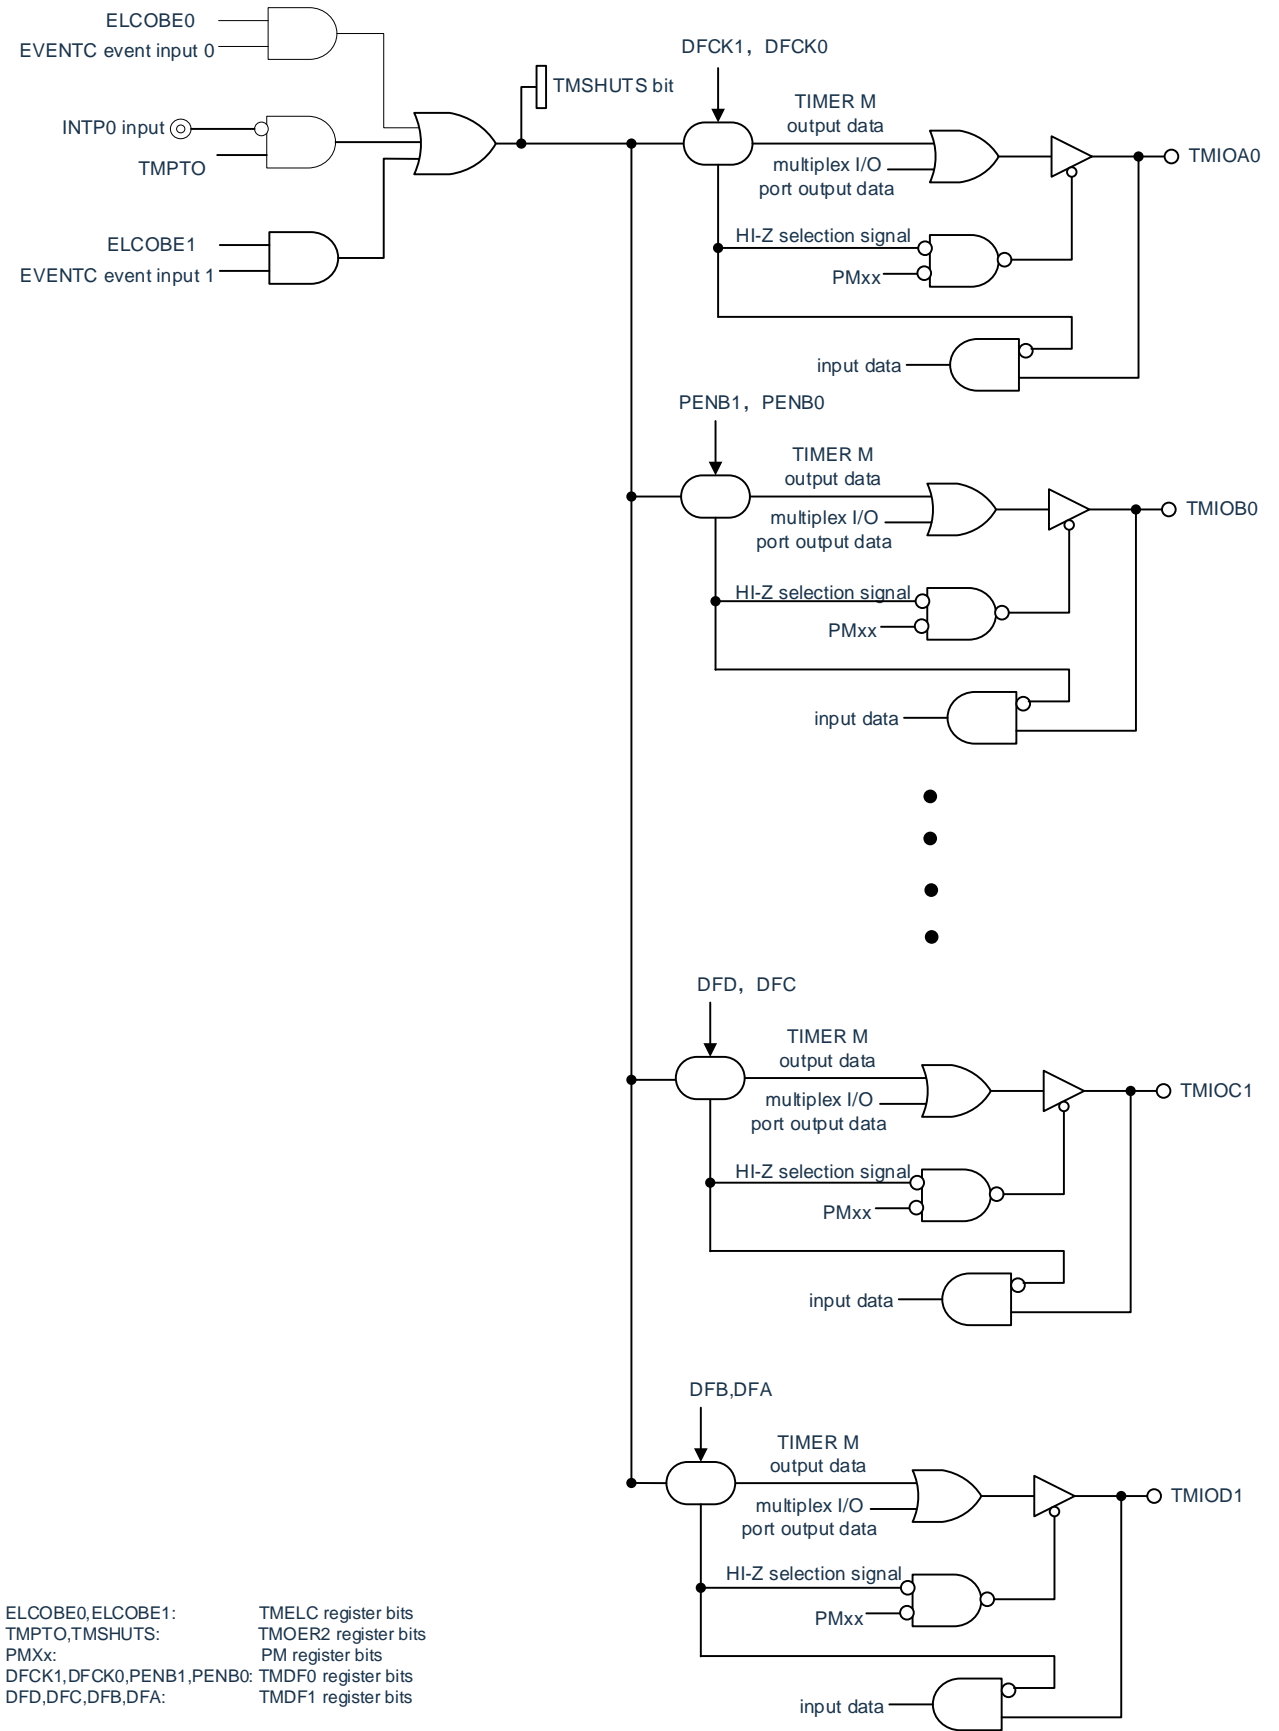 ELCOBE0
EVENTC event input 0
INTP0 input
TMPTO
ELCOBE1
EVENTC event input 1
TMSHUTS bit
DFCK1, DFCK0
TIMER M
output data
multiplex I/O
port output data
HI-Z selection signal
PMxx
input data
TMIOA0
PENB1, PENB0
TIMER M
output data
multiplex I/O
port output data
HI-Z selection signal
PMxx
input data
TMIOB0
DFD, DFC
TIMER M
output data
multiplex I/O
port output data
HI-Z selection signal
PMxx
input data
TMIOC1
DFB,DFA
TIMER M
output data
multiplex I/O
port output data
HI-Z selection signal
PMxx
input data
TMIOD1
ELCOBE0,ELCOBE1: TMELC register bits
TMPTO,TMSHUTS: TMOER2 register bits
PMXx: PM register bits
DFCK1,DFCK0,PENB1,PENB0: TMDF0 register bits
DFD,DFC,DFB,DFA: TMDF1 register bits